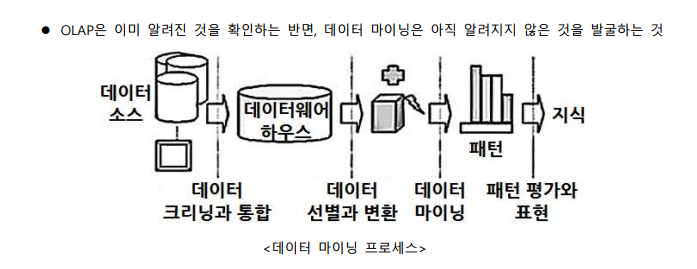 ● OLAP은 이미 알려진 것을 확인하는 반면, 데이터 마이닝은 아직 알려지지 않은 것을 발굴하는 것
데이터
소스
데이터웨어
하우스
패턴
지식
데이터
크리닝과 통합
데이터
선별과 변환
데이터
마이닝
패턴 평가와
표현
<데이터 마이닝 프로세스>